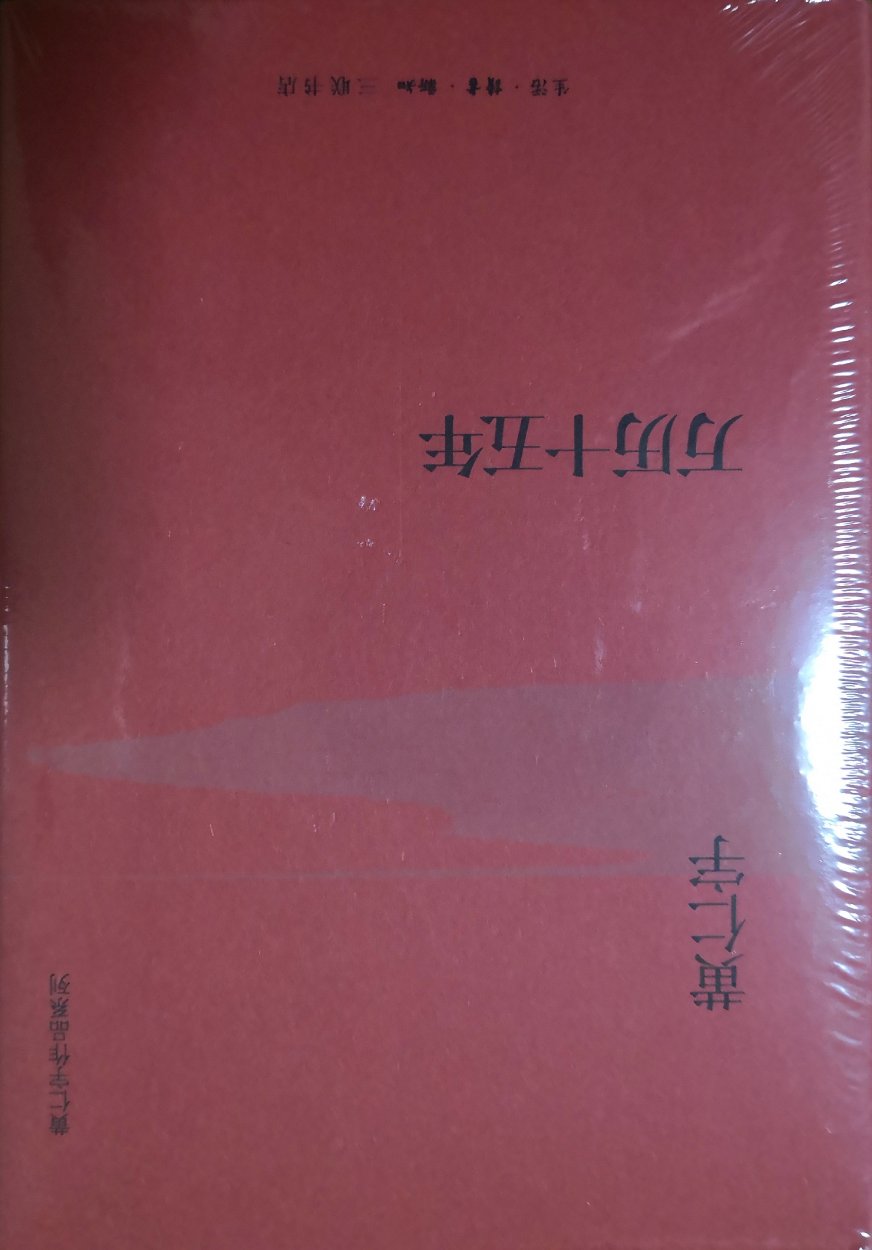 黄仁宇作品系列
黄仁宇
万历十五年
生活·讀書·新知 三联书店